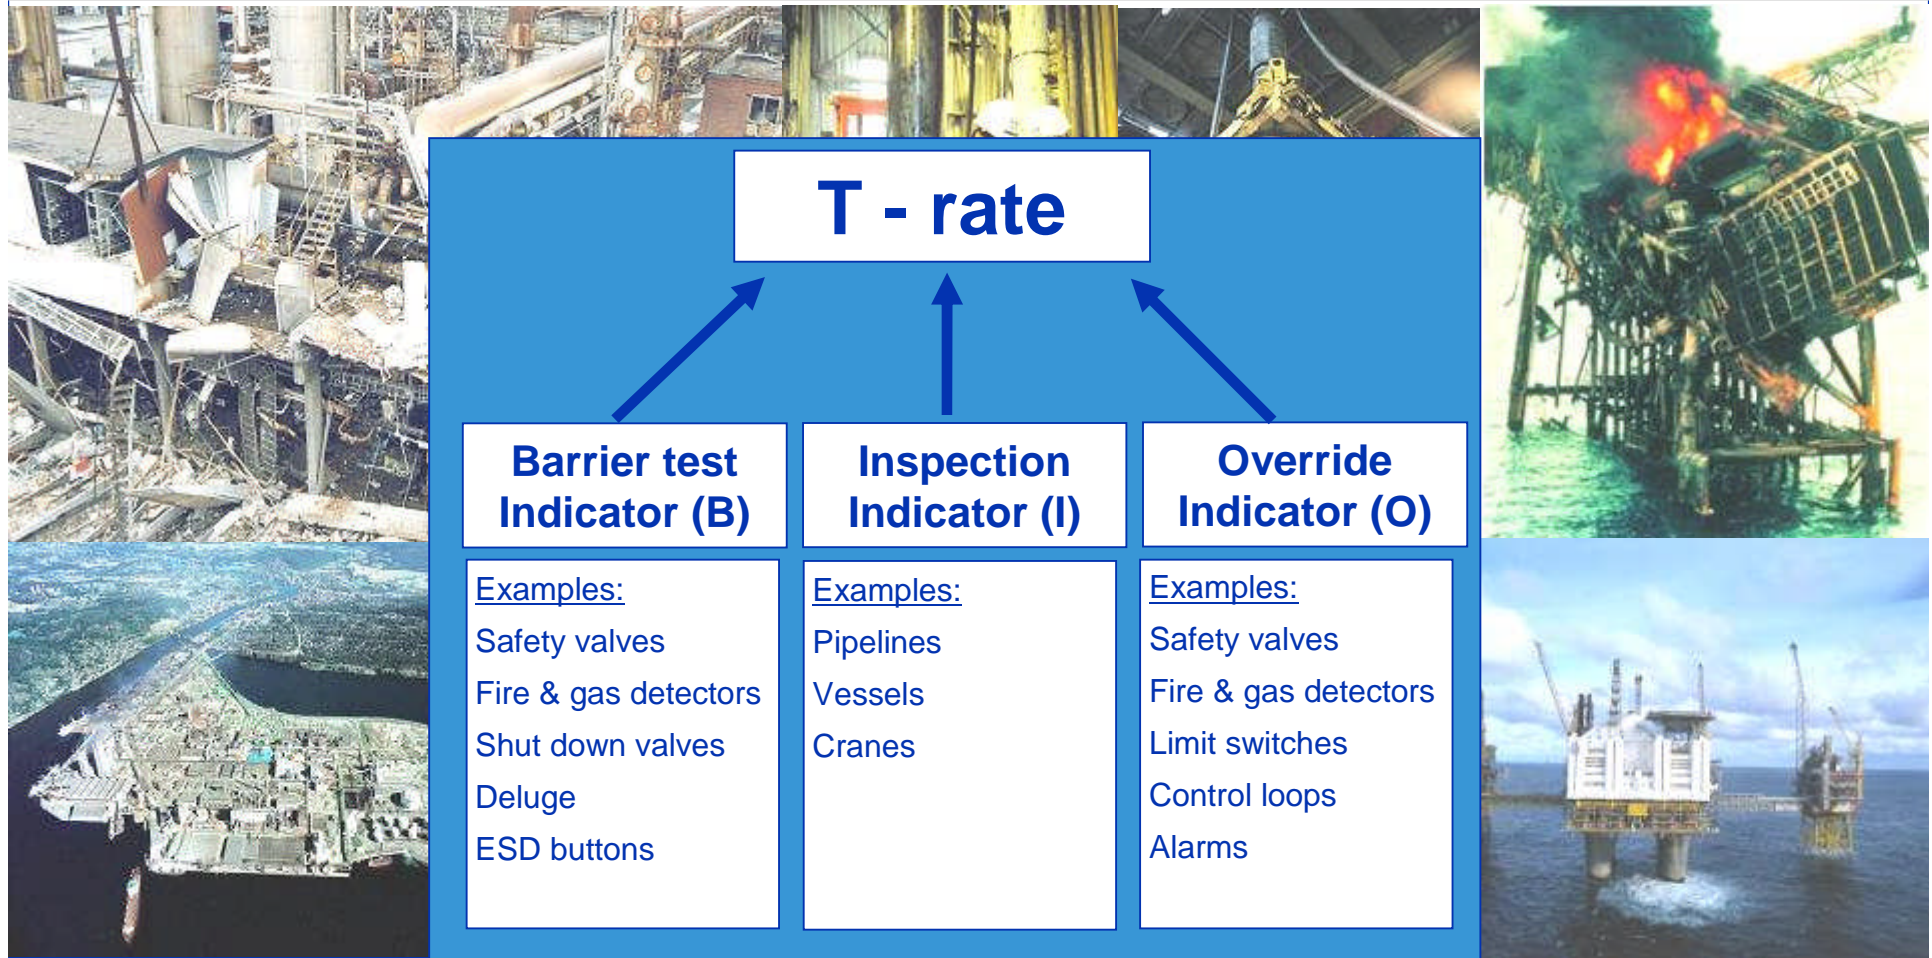 T - rate
Barrier test
Indicator (B)
Inspection
Indicator (I)
Override
Indicator (O)
Examples:
Safety valves
Fire & gas detectors
Shut down valves
Deluge
ESD buttons
Examples:
Pipelines
Vessels
Cranes
Examples:
Safety valves
Fire & gas detectors
Limit switches
Control loops
Alarms